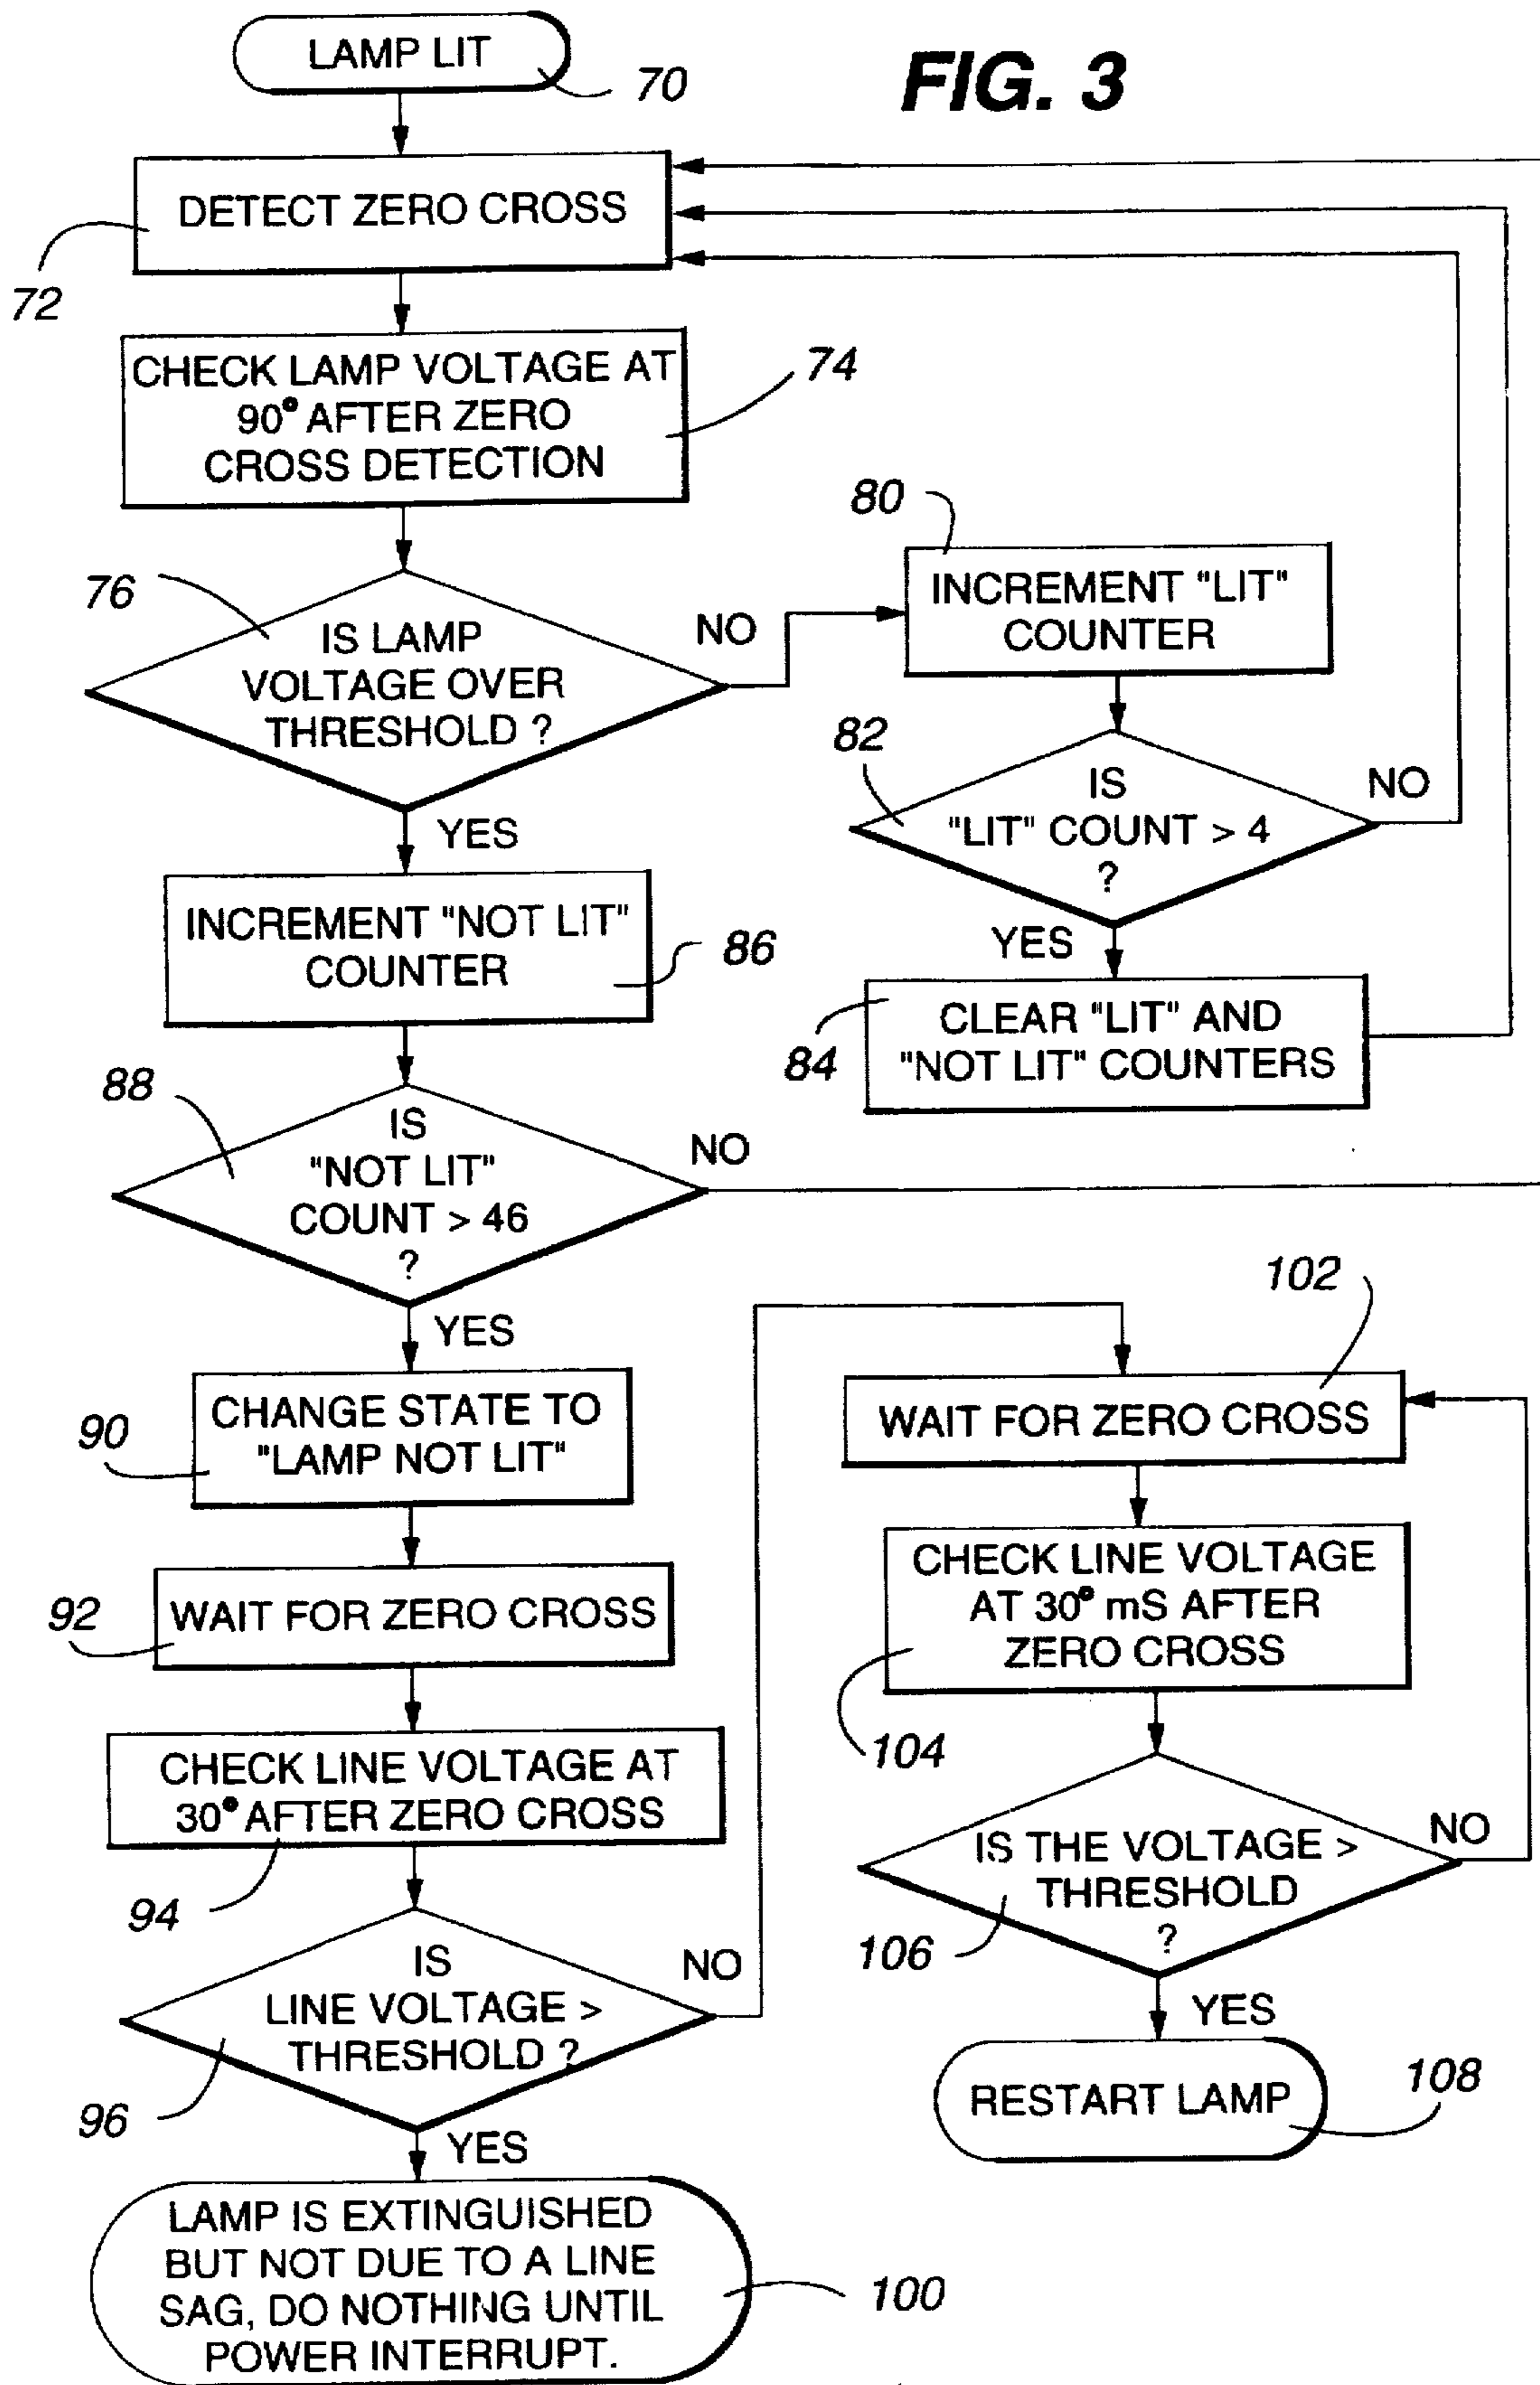 LAMP LIT
70
FIG. 3
DETECT ZERO CROSS
72
CHECK LAMP VOLTAGE AT
90° AFTER ZERO
CROSS DETECTION
74
76
IS LAMP
VOLTAGE OVER
THRESHOLD ?
NO
YES
80
INCREMENT "LIT"
COUNTER
82
IS
"LIT" COUNT > 4
?
NO
YES
84
CLEAR "LIT" AND
"NOT LIT" COUNTERS
INCREMENT "NOT LIT"
COUNTER
86
88
IS
"NOT LIT"
COUNT > 46
?
NO
YES
90
CHANGE STATE TO
"LAMP NOT LIT"
92
WAIT FOR ZERO CROSS
CHECK LINE VOLTAGE AT
30° AFTER ZERO CROSS
94
IS
LINE VOLTAGE >
THRESHOLD ?
NO
96
YES
LAMP IS EXTINGUISHED
BUT NOT DUE TO A LINE
SAG, DO NOTHING UNTIL
POWER INTERRUPT.
100
102
WAIT FOR ZERO CROSS
CHECK LINE VOLTAGE
AT 30° mS AFTER
ZERO CROSS
104
IS THE VOLTAGE >
THRESHOLD
?
NO
106
YES
RESTART LAMP
108